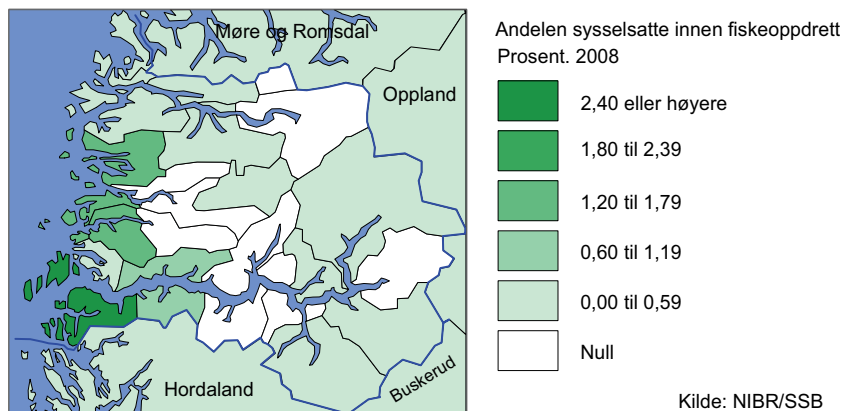 Møre og Romsdal
Oppland
Hordaland
Buskerud
Andelen sysselsatte innen fiskeoppdrett
Prosent. 2008
2,40 eller høyere
1,80 til 2,39
1,20 til 1,79
0,60 til 1,19
0,00 til 0,59
Null
Kilde: NIBR/SSB